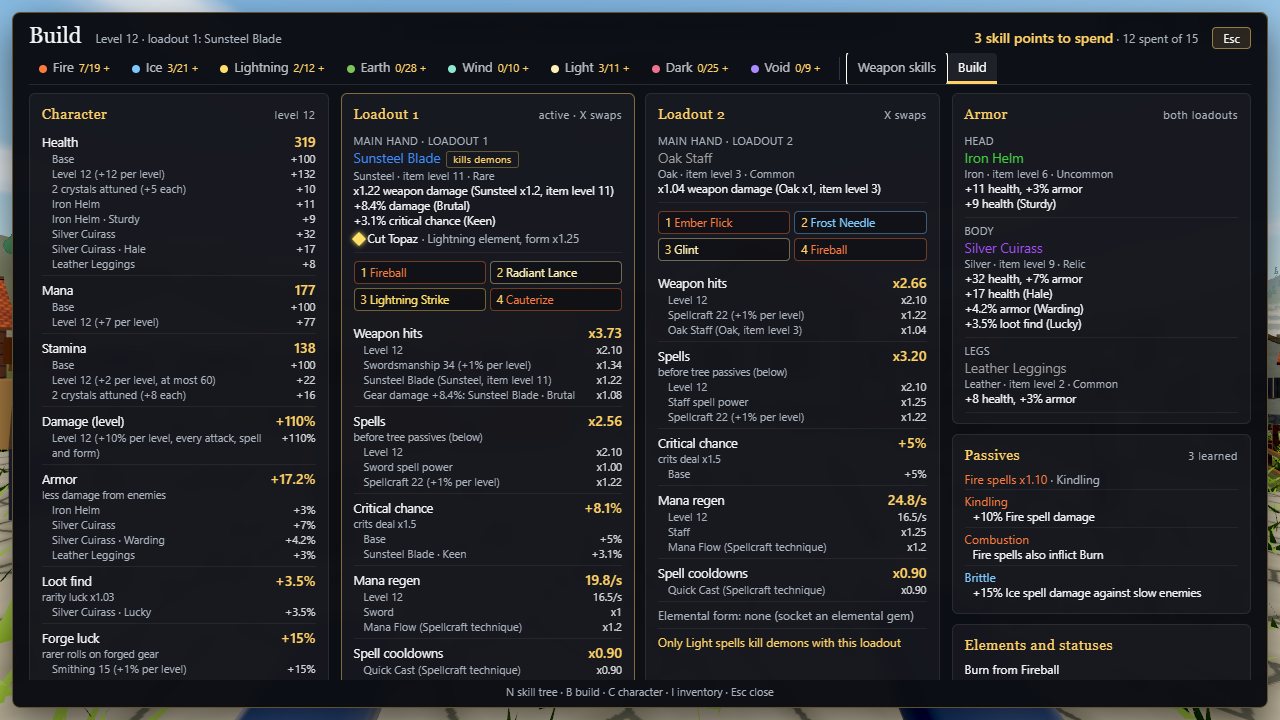 Build
Level 12 · loadout 1: Sunsteel Blade
3 skill points to spend · 12 spent of 15
Esc
Fire 7/19 +
Ice 3/21 +
Lightning 2/12 +
Earth 0/28 +
Wind 0/10 +
Light 3/11 +
Dark 0/25 +
Void 0/9 +
Weapon skills
Build
Character
level 12
Health 319
Base +100
Level 12 (+12 per level) +132
2 crystals attuned (+5 each) +10
Iron Helm +11
Iron Helm · Sturdy +9
Silver Cuirass +32
Silver Cuirass · Hale +17
Leather Leggings +8
Mana 177
Base +100
Level 12 (+7 per level) +77
Stamina 138
Base +100
Level 12 (+2 per level, at most 60) +22
2 crystals attuned (+8 each) +16
Damage (level) +110%
Level 12 (+10% per level, every attack, spell +110%
and form)
Armor +17.2%
less damage from enemies
Iron Helm +3%
Silver Cuirass +7%
Silver Cuirass · Warding +4.2%
Leather Leggings +3%
Loot find +3.5%
rarity luck x1.03
Silver Cuirass · Lucky +3.5%
Forge luck +15%
rarer rolls on forged gear
Smithing 15 (+1% per level) +15%
Loadout 1
active · X swaps
MAIN HAND · LOADOUT 1
Sunsteel Blade kills demons
Sunsteel · item level 11 · Rare
x1.22 weapon damage (Sunsteel x1.2, item level 11)
+8.4% damage (Brutal)
+3.1% critical chance (Keen)
Cut Topaz · Lightning element, form x1.25
1 Fireball
2 Radiant Lance
3 Lightning Strike
4 Cauterize
Weapon hits x3.73
Level 12 x2.10
Swordsmanship 34 (+1% per level) x1.34
Sunsteel Blade (Sunsteel, item level 11) x1.22
Gear damage +8.4%: Sunsteel Blade · Brutal x1.08
Spells x2.56
before tree passives (below)
Level 12 x2.10
Sword spell power x1.00
Spellcraft 22 (+1% per level) x1.22
Critical chance +8.1%
crits deal x1.5
Base +5%
Sunsteel Blade · Keen +3.1%
Mana regen 19.8/s
Level 12 16.5/s
Sword x1
Mana Flow (Spellcraft technique) x1.2
Spell cooldowns x0.90
Quick Cast (Spellcraft technique) x0.90
Loadout 2
X swaps
MAIN HAND · LOADOUT 2
Oak Staff
Oak · item level 3 · Common
x1.04 weapon damage (Oak x1, item level 3)
1 Ember Flick
2 Frost Needle
3 Glint
4 Fireball
Weapon hits x2.66
Level 12 x2.10
Spellcraft 22 (+1% per level) x1.22
Oak Staff (Oak, item level 3) x1.04
Spells x3.20
before tree passives (below)
Level 12 x2.10
Staff spell power x1.25
Spellcraft 22 (+1% per level) x1.22
Critical chance +5%
crits deal x1.5
Base +5%
Mana regen 24.8/s
Level 12 16.5/s
Staff x1.25
Mana Flow (Spellcraft technique) x1.2
Spell cooldowns x0.90
Quick Cast (Spellcraft technique) x0.90
Elemental form: none (socket an elemental gem)
Only Light spells kill demons with this loadout
Armor
both loadouts
HEAD
Iron Helm
Iron · item level 6 · Uncommon
+11 health, +3% armor
+9 health (Sturdy)
BODY
Silver Cuirass
Silver · item level 9 · Relic
+32 health, +7% armor
+17 health (Hale)
+4.2% armor (Warding)
+3.5% loot find (Lucky)
LEGS
Leather Leggings
Leather · item level 2 · Common
+8 health, +3% armor
Passives
3 learned
Fire spells x1.10 · Kindling
Kindling
+10% Fire spell damage
Combustion
Fire spells also inflict Burn
Brittle
+15% Ice spell damage against slow enemies
Elements and statuses
Burn from Fireball
N skill tree · B build · C character · I inventory · Esc close